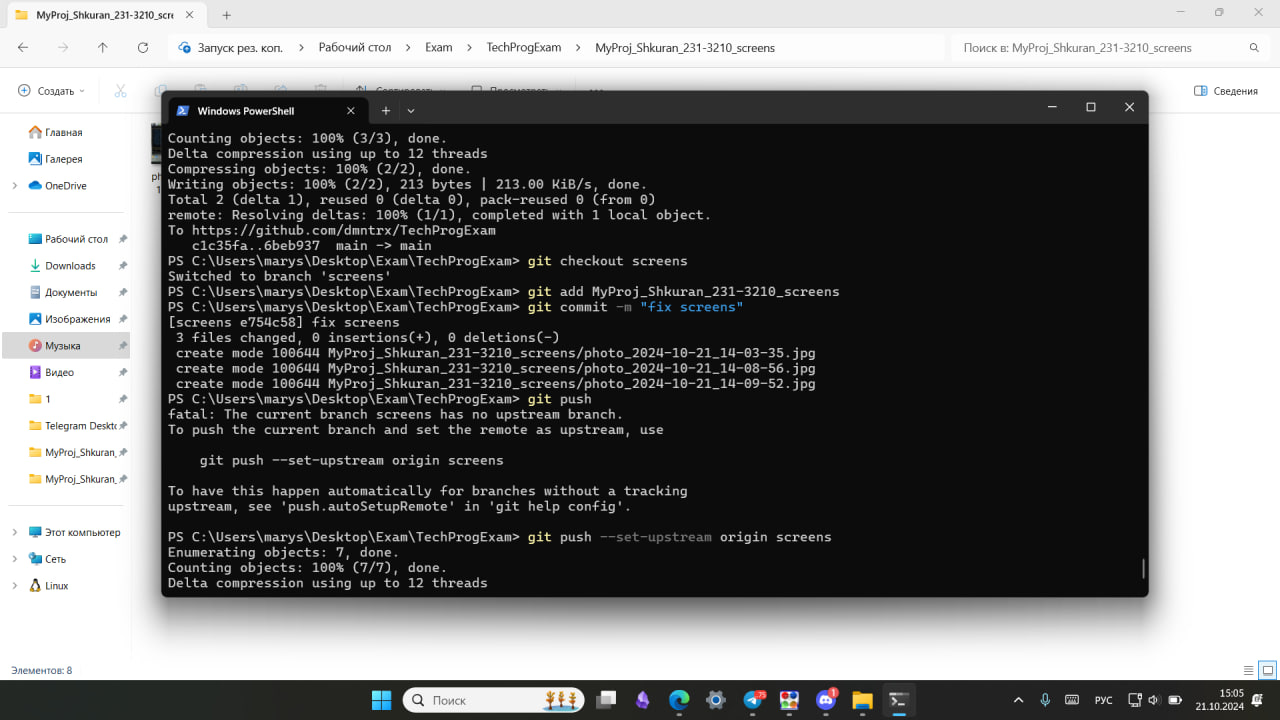 MyProj_Shkuran_231-3210_scre
Запуск рез. коп.
Рабочий стол
Exam
TechProgExam
MyProj_Shkuran_231-3210_screens
Поиск в: MyProj_Shkuran_231-3210_screens
Создать
Сведения
Windows PowerShell
Counting objects: 100% (3/3), done.
Delta compression using up to 12 threads
Compressing objects: 100% (2/2), done.
Writing objects: 100% (2/2), 213 bytes | 213.00 KiB/s, done.
Total 2 (delta 1), reused 0 (delta 0), pack-reused 0 (from 0)
remote: Resolving deltas: 100% (1/1), completed with 1 local object.
To https://github.com/dmntrx/TechProgExam
c1c35fa..6beb937  main -> main
PS C:\Users\marys\Desktop\Exam\TechProgExam> git checkout screens
Switched to branch 'screens'
PS C:\Users\marys\Desktop\Exam\TechProgExam> git add MyProj_Shkuran_231-3210_screens
PS C:\Users\marys\Desktop\Exam\TechProgExam> git commit -m "fix screens"
[screens e754c58] fix screens
3 files changed, 0 insertions(+), 0 deletions(-)
create mode 100644 MyProj_Shkuran_231-3210_screens/photo_2024-10-21_14-03-35.jpg
create mode 100644 MyProj_Shkuran_231-3210_screens/photo_2024-10-21_14-08-56.jpg
create mode 100644 MyProj_Shkuran_231-3210_screens/photo_2024-10-21_14-09-52.jpg
PS C:\Users\marys\Desktop\Exam\TechProgExam> git push
fatal: The current branch screens has no upstream branch.
To push the current branch and set the remote as upstream, use
git push --set-upstream origin screens
To have this happen automatically for branches without a tracking
upstream, see 'push.autoSetupRemote' in 'git help config'.
PS C:\Users\marys\Desktop\Exam\TechProgExam> git push --set-upstream origin screens
Enumerating objects: 7, done.
Counting objects: 100% (7/7), done.
Delta compression using up to 12 threads
Главная
Галерея
OneDrive
Рабочий стол
Downloads
Документы
Изображения
Музыка
Видео
1
Telegram Deskto
MyProj_Shkuran_
MyProj_Shkuran_
Этот компьютер
Сеть
Linux
Элементов: 8
Поиск
75
1
РУС
15:05
21.10.2024